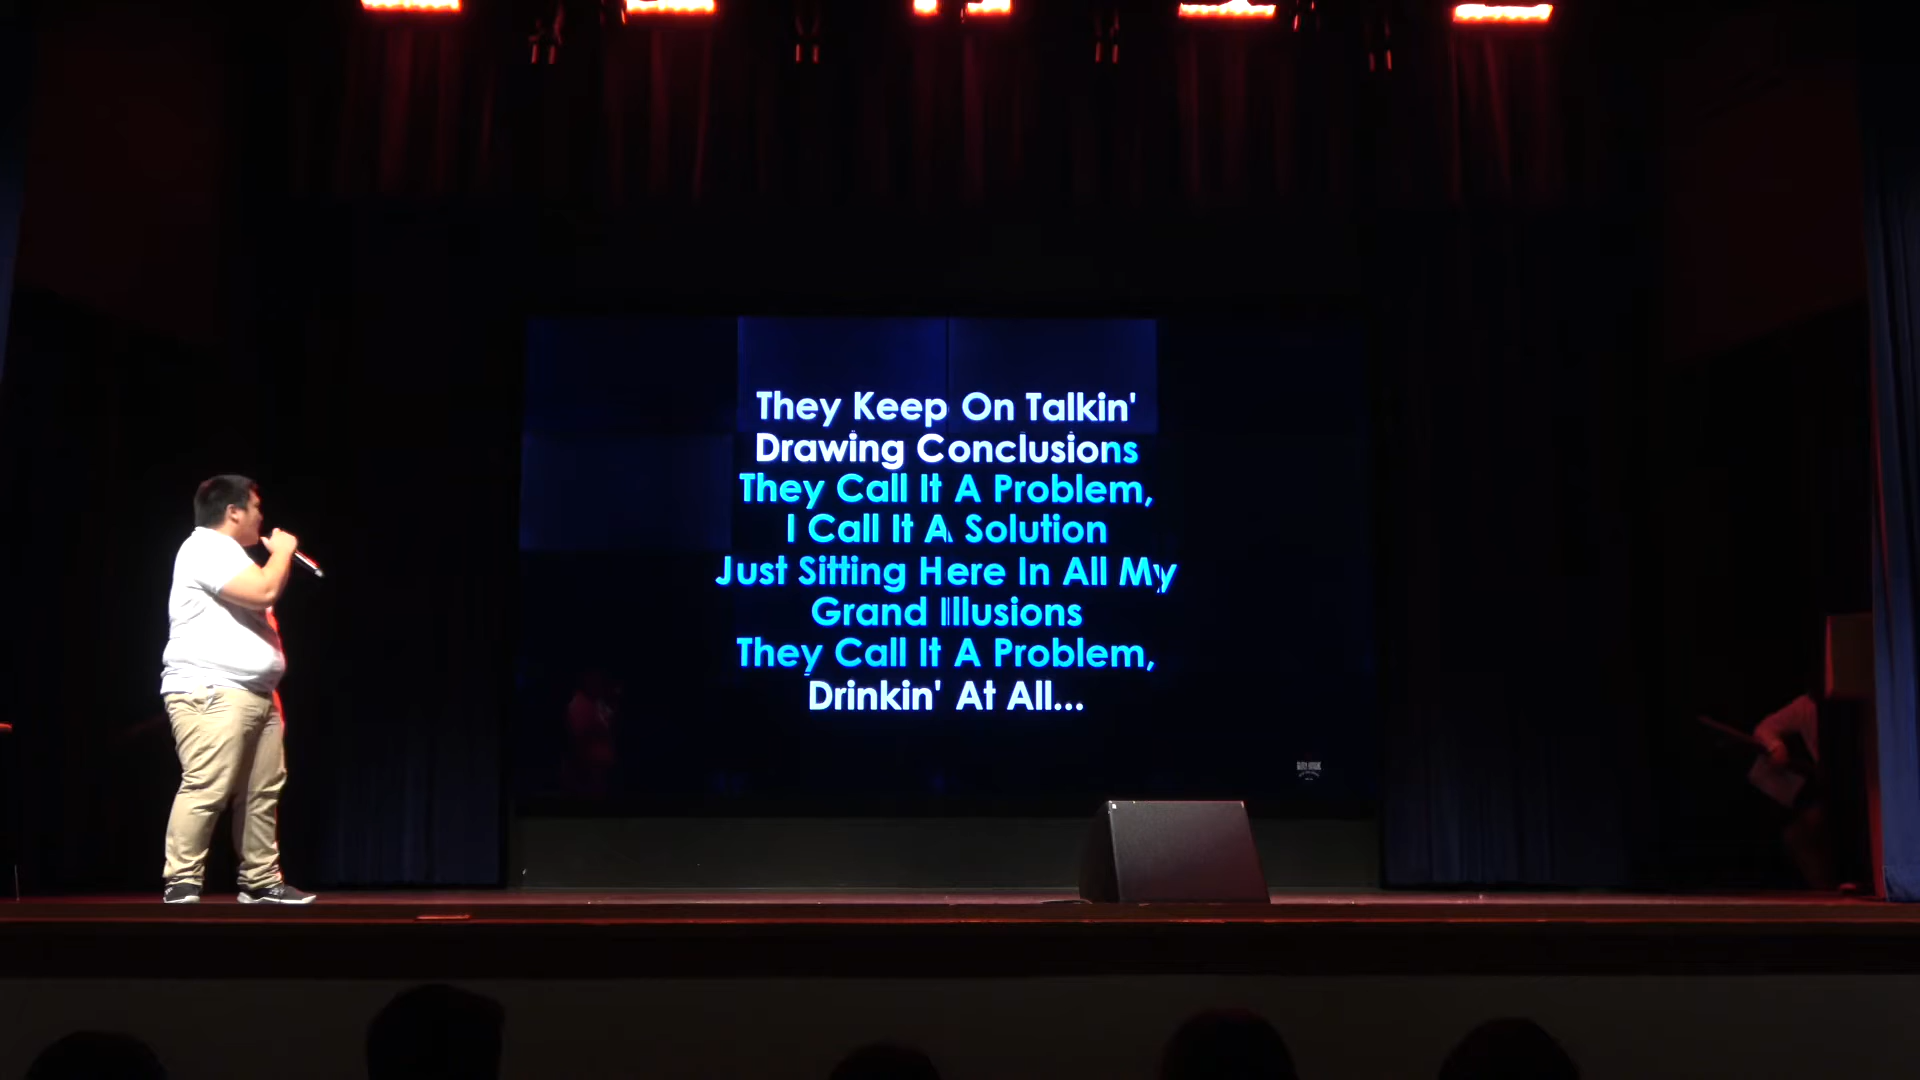 They Keep On Talkin'
Drawing Conclusions
They Call It A Problem,
I Call It A Solution
Just Sitting Here In All My
Grand Illusions
They Call It A Problem,
Drinkin' At All...